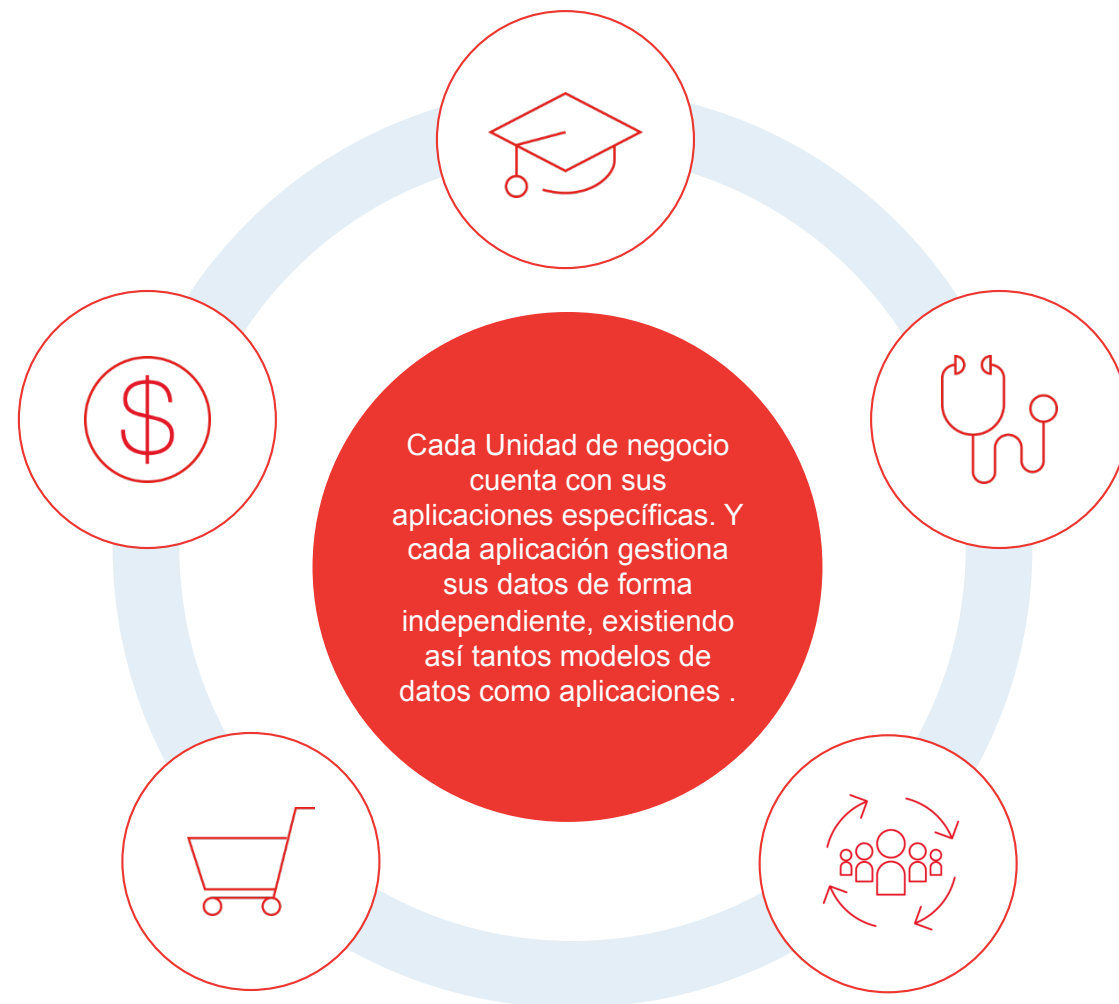 Cada Unidad de negocio
cuenta con sus
aplicaciones específicas. Y
cada aplicación gestiona
sus datos de forma
independiente, existiendo
así tantos modelos de
datos como aplicaciones .